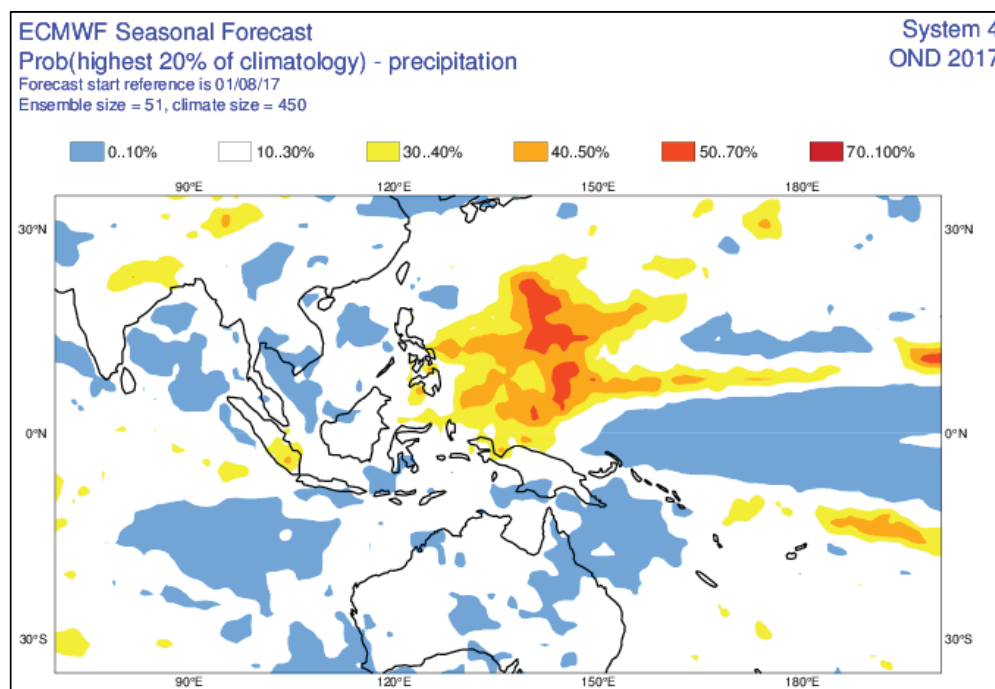 ECMWF Seasonal Forecast
System 4
Prob(highest 20% of climatology) - precipitation
OND 2017
Forecast start reference is 01/08/17
Ensemble size = 51, climate size = 450
0..10%
10..30%
30..40%
40..50%
50..70%
70..100%
90°E
120°E
150°E
180°E
30°N
30°N
0°N
0°N
30°S
30°S
90°E
120°E
150°E
180°E